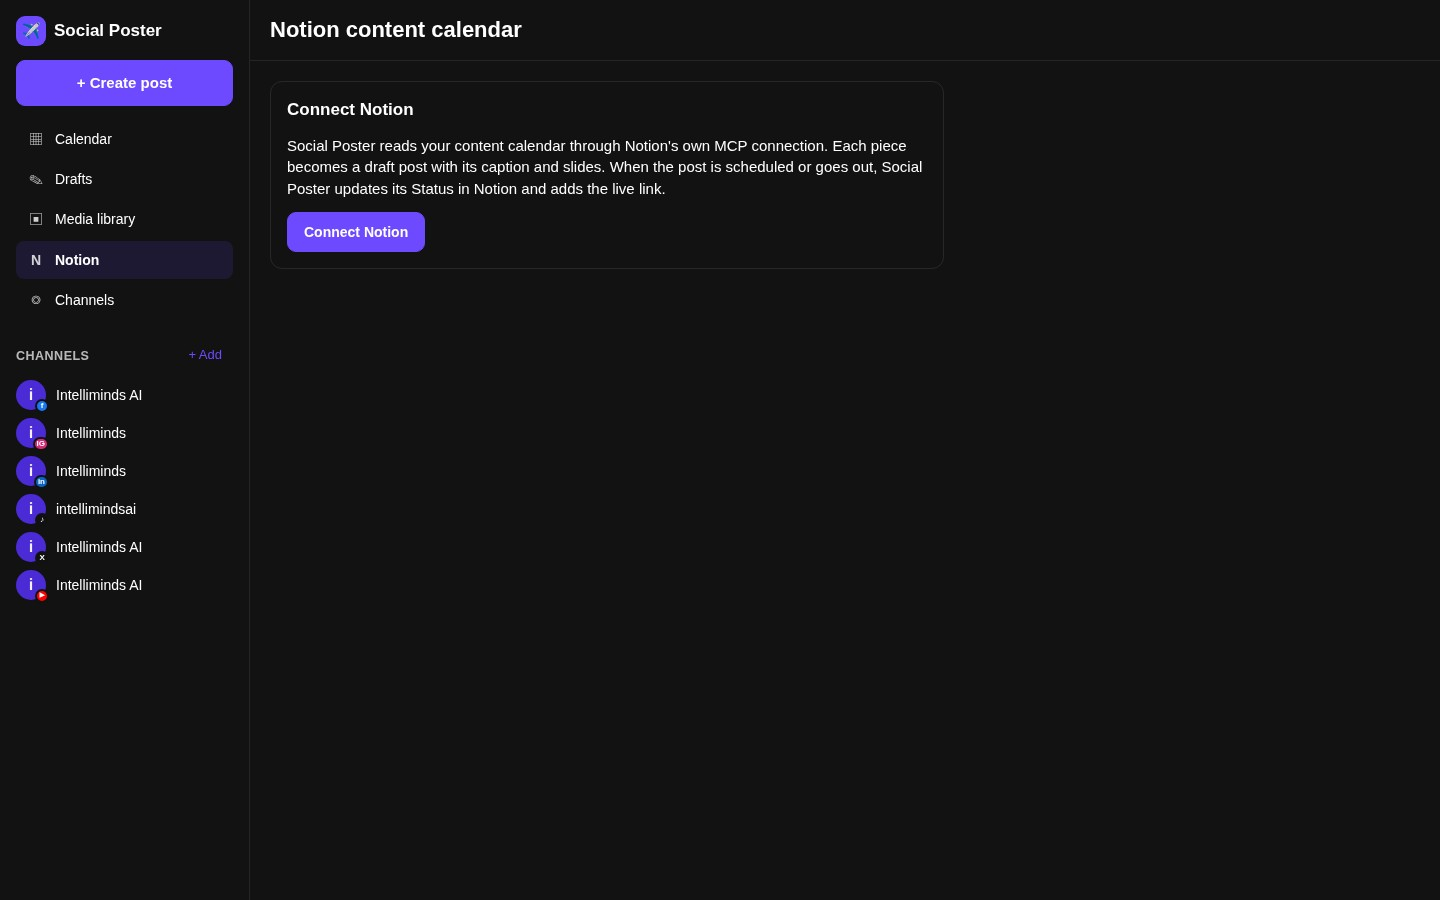 Social Poster
+ Create post
Calendar
Drafts
Media library
N Notion
Channels
CHANNELS
+ Add
i f Intelliminds AI
i IG Intelliminds
i in Intelliminds
i intellimindsai
i X Intelliminds AI
i Intelliminds AI
Notion content calendar
Connect Notion
Social Poster reads your content calendar through Notion's own MCP connection. Each piece
becomes a draft post with its caption and slides. When the post is scheduled or goes out, Social
Poster updates its Status in Notion and adds the live link.
Connect Notion